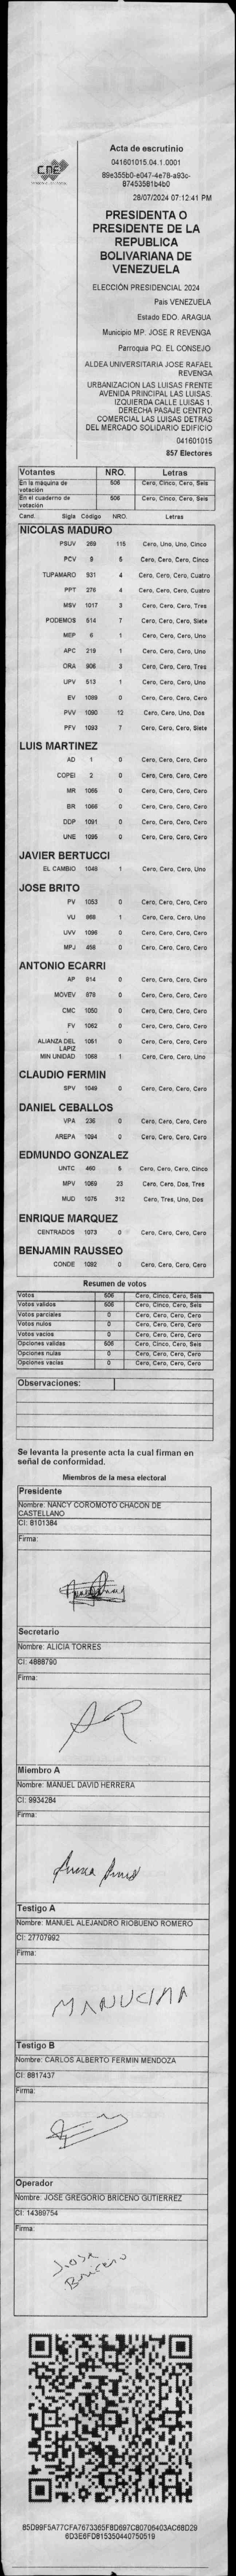 CNE
Acta de escrutinio
041601015.04.1.0001
89e355b0-e047-4e78-a93c-
87453581b4b0
28/07/2024 07:12:41 PM
PRESIDENTA O
PRESIDENTE DE LA
REPUBLICA
BOLIVARIANA DE
VENEZUELA
ELECCIÓN PRESIDENCIAL 2024
Pais VENEZUELA
Estado EDO. ARAGUA
Municipio MP. JOSE R REVENGA
Parroquia PQ. EL CONSEJO
ALDEA UNIVERSITARIA JOSE RAFAEL
REVENGA
URBANIZACION LAS LUISAS FRENTE
AVENIDA PRINCIPAL LAS LUISAS.
IZQUIERDA CALLE LUISAS 1.
DERECHA PASAJE CENTRO
COMERCIAL LAS LUISAS DETRAS
DEL MERCADO SOLIDARIO EDIFICIO
041601015
857 Electores
Votantes NRO. Letras
En la máquina de votación 506 Cero, Cinco, Cero, Seis
En el cuaderno de votación 506 Cero, Cinco, Cero, Seis
Cand. Sigla Código NRO. Letras
NICOLAS MADURO
PSUV 269 115 Cero, Uno, Uno, Cinco
PCV 9 5 Cero, Cero, Cero, Cinco
TUPAMARO 931 4 Cero, Cero, Cero, Cuatro
PPT 276 4 Cero, Cero, Cero, Cuatro
MSV 1017 3 Cero, Cero, Cero, Tres
PODEMOS 514 7 Cero, Cero, Cero, Siete
MEP 6 1 Cero, Cero, Cero, Uno
APC 219 1 Cero, Cero, Cero, Uno
ORA 906 3 Cero, Cero, Cero, Tres
UPV 513 1 Cero, Cero, Cero, Uno
EV 1089 0 Cero, Cero, Cero, Cero
PVV 1090 12 Cero, Cero, Uno, Dos
PFV 1093 7 Cero, Cero, Cero, Siete
LUIS MARTINEZ
AD 1 0 Cero, Cero, Cero, Cero
COPEI 2 0 Cero, Cero, Cero, Cero
MR 1065 0 Cero, Cero, Cero, Cero
BR 1066 0 Cero, Cero, Cero, Cero
DDP 1091 0 Cero, Cero, Cero, Cero
UNE 1095 0 Cero, Cero, Cero, Cero
JAVIER BERTUCCI
EL CAMBIO 1048 1 Cero, Cero, Cero, Uno
JOSE BRITO
PV 1053 0 Cero, Cero, Cero, Cero
VU 968 1 Cero, Cero, Cero, Uno
UVV 1096 0 Cero, Cero, Cero, Cero
MPJ 458 0 Cero, Cero, Cero, Cero
ANTONIO ECARRI
AP 814 0 Cero, Cero, Cero, Cero
MOVEV 879 0 Cero, Cero, Cero, Cero
CMC 1050 0 Cero, Cero, Cero, Cero
FV 1062 0 Cero, Cero, Cero, Cero
ALIANZA DEL LAPIZ 1051 0 Cero, Cero, Cero, Cero
MIN UNIDAD 1068 1 Cero, Cero, Cero, Uno
CLAUDIO FERMIN
SPV 1049 0 Cero, Cero, Cero, Cero
DANIEL CEBALLOS
VPA 236 0 Cero, Cero, Cero, Cero
AREPA 1094 0 Cero, Cero, Cero, Cero
EDMUNDO GONZALEZ
UNTC 460 5 Cero, Cero, Cero, Cinco
MPV 1069 23 Cero, Cero, Dos, Tres
MUD 1075 312 Cero, Tres, Uno, Dos
ENRIQUE MARQUEZ
CENTRADOS 1073 0 Cero, Cero, Cero, Cero
BENJAMIN RAUSSEO
CONDE 1092 0 Cero, Cero, Cero, Cero
Resumen de votos
Votos 506 Cero, Cinco, Cero, Seis
Votos validos 506 Cero, Cinco, Cero, Seis
Votos parciales 0 Cero, Cero, Cero, Cero
Votos nulos 0 Cero, Cero, Cero, Cero
Votos vacios 0 Cero, Cero, Cero, Cero
Opciones validas 506 Cero, Cinco, Cero, Seis
Opciones nulas 0 Cero, Cero, Cero, Cero
Opciones vacias 0 Cero, Cero, Cero, Cero
Observaciones:
Se levanta la presente acta la cual firman en
señal de conformidad.
Miembros de la mesa electoral
Presidente
Nombre: NANCY COROMOTO CHACON DE
CASTELLANO
CI: 8101384
Firma:
Secretario
Nombre: ALICIA TORRES
CI: 4888790
Firma:
Miembro A
Nombre: MANUEL DAVID HERRERA
CI: 9934284
Firma:
Testigo A
Nombre: MANUEL ALEJANDRO RIOBUENO ROMERO
CI: 27707992
Firma:
Testigo B
Nombre: CARLOS ALBERTO FERMIN MENDOZA
CI: 8817437
Firma:
Operador
Nombre: JOSE GREGORIO BRICENO GUTIERREZ
CI: 14389754
Firma:
Jose
Briceno
85D99F5A77CFA7673365F8D697C80706403AC68D29
6D3E6FD815350440750519